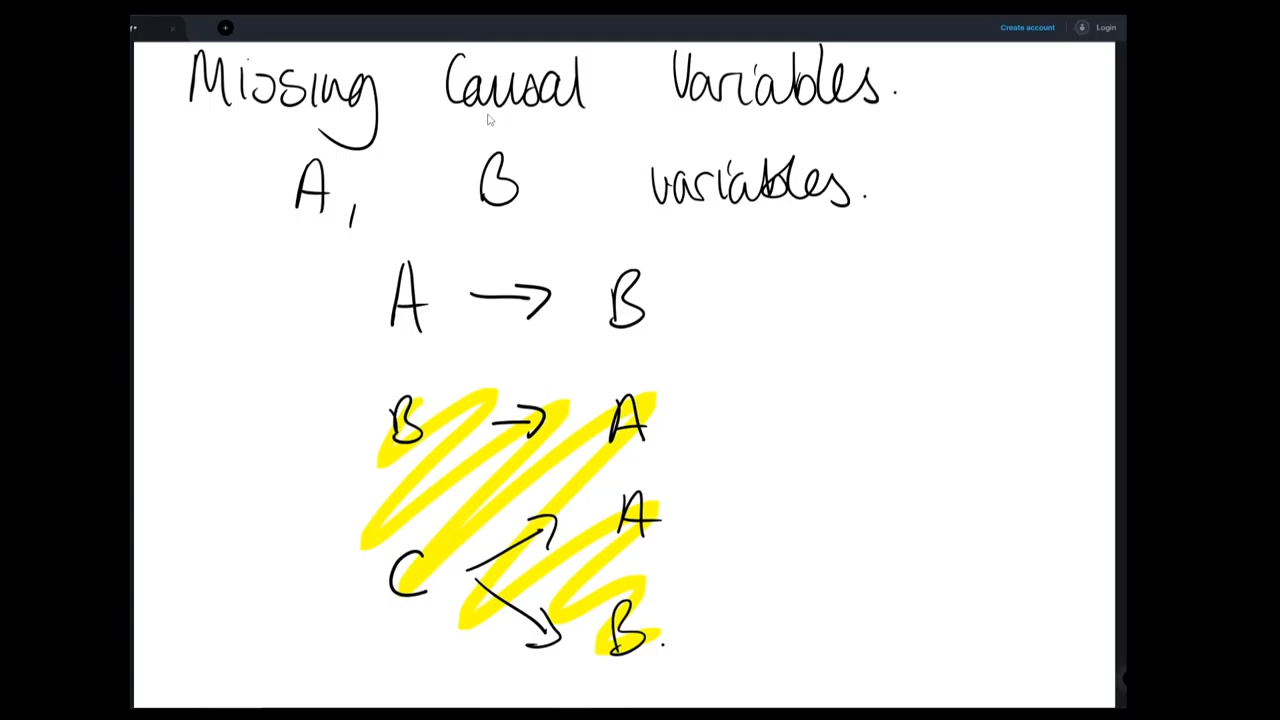 Create account Login
Missing Causal Variables.
A, B variables.
A → B
B → A
A
C
B.